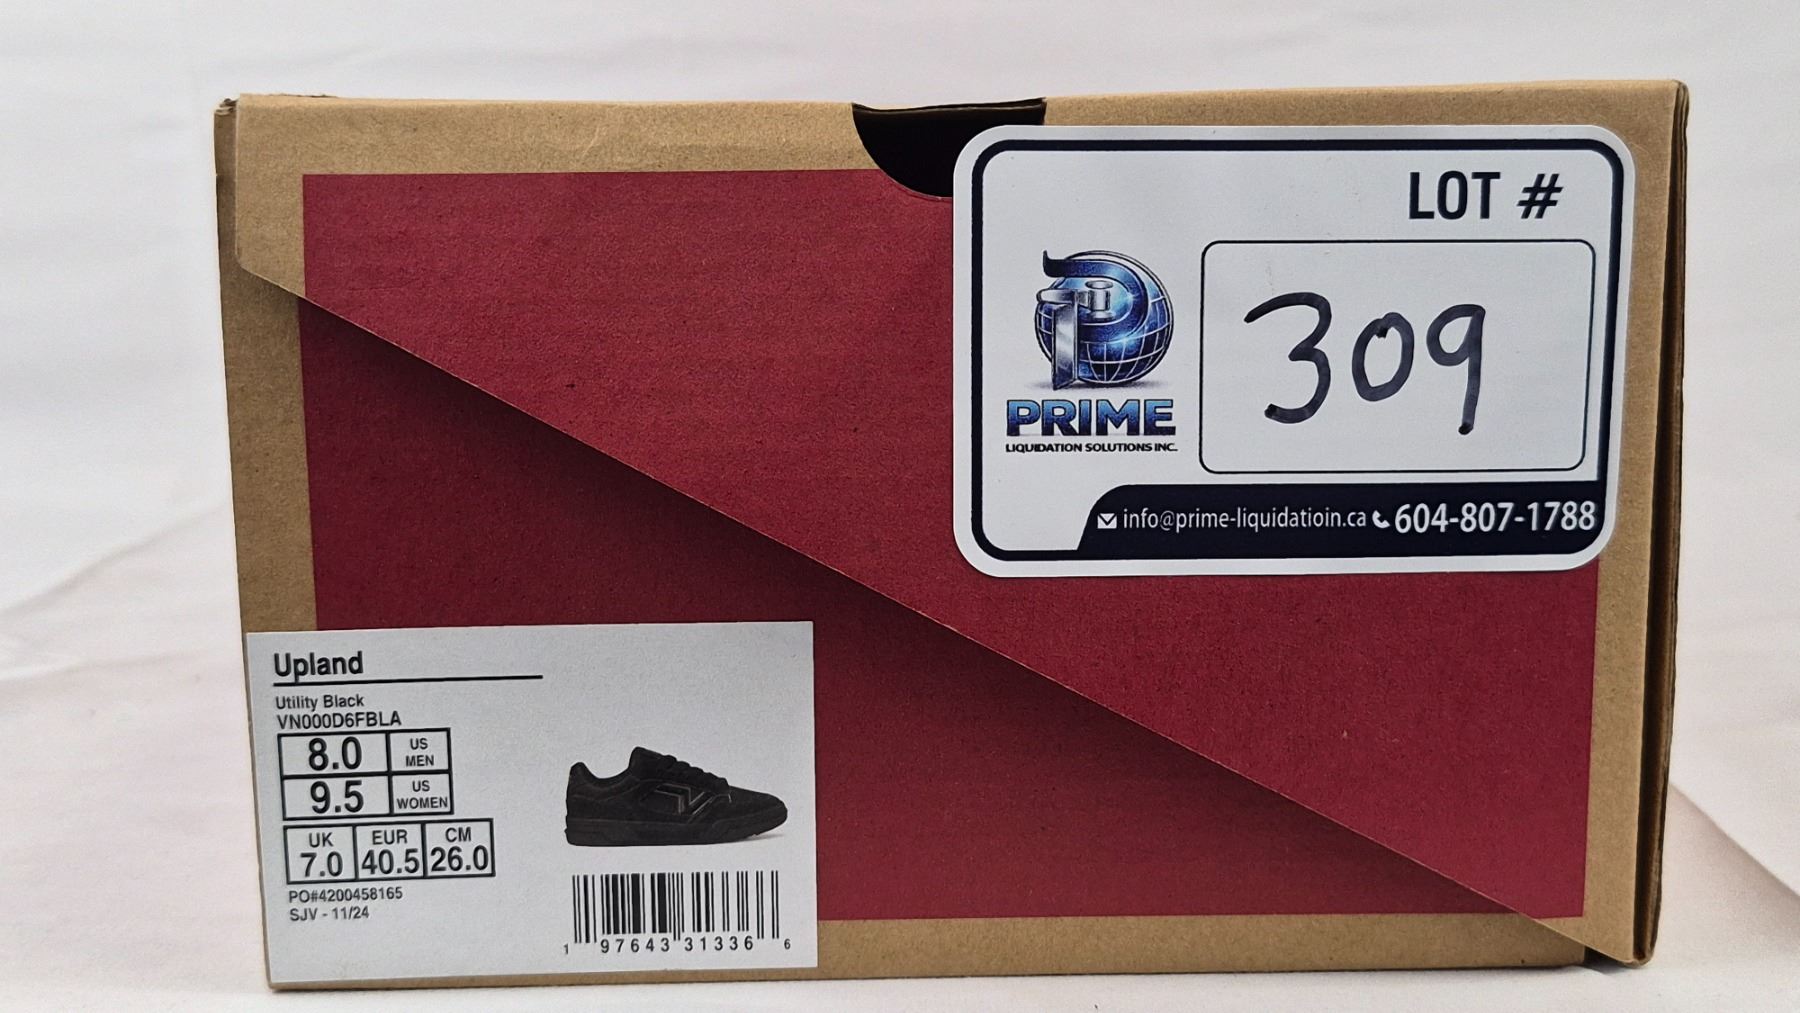 LOT #
309
PRIME
LIQUIDATION SOLUTIONS INC.
info@prime-liquidatioin.ca 604-807-1788
Upland
Utility Black
VN000D6FBLA
8.0 US MEN
9.5 US WOMEN
UK EUR CM
7.0 40.5 26.0
PO#4200458165
SJV - 11/24
1 97643 31336 6